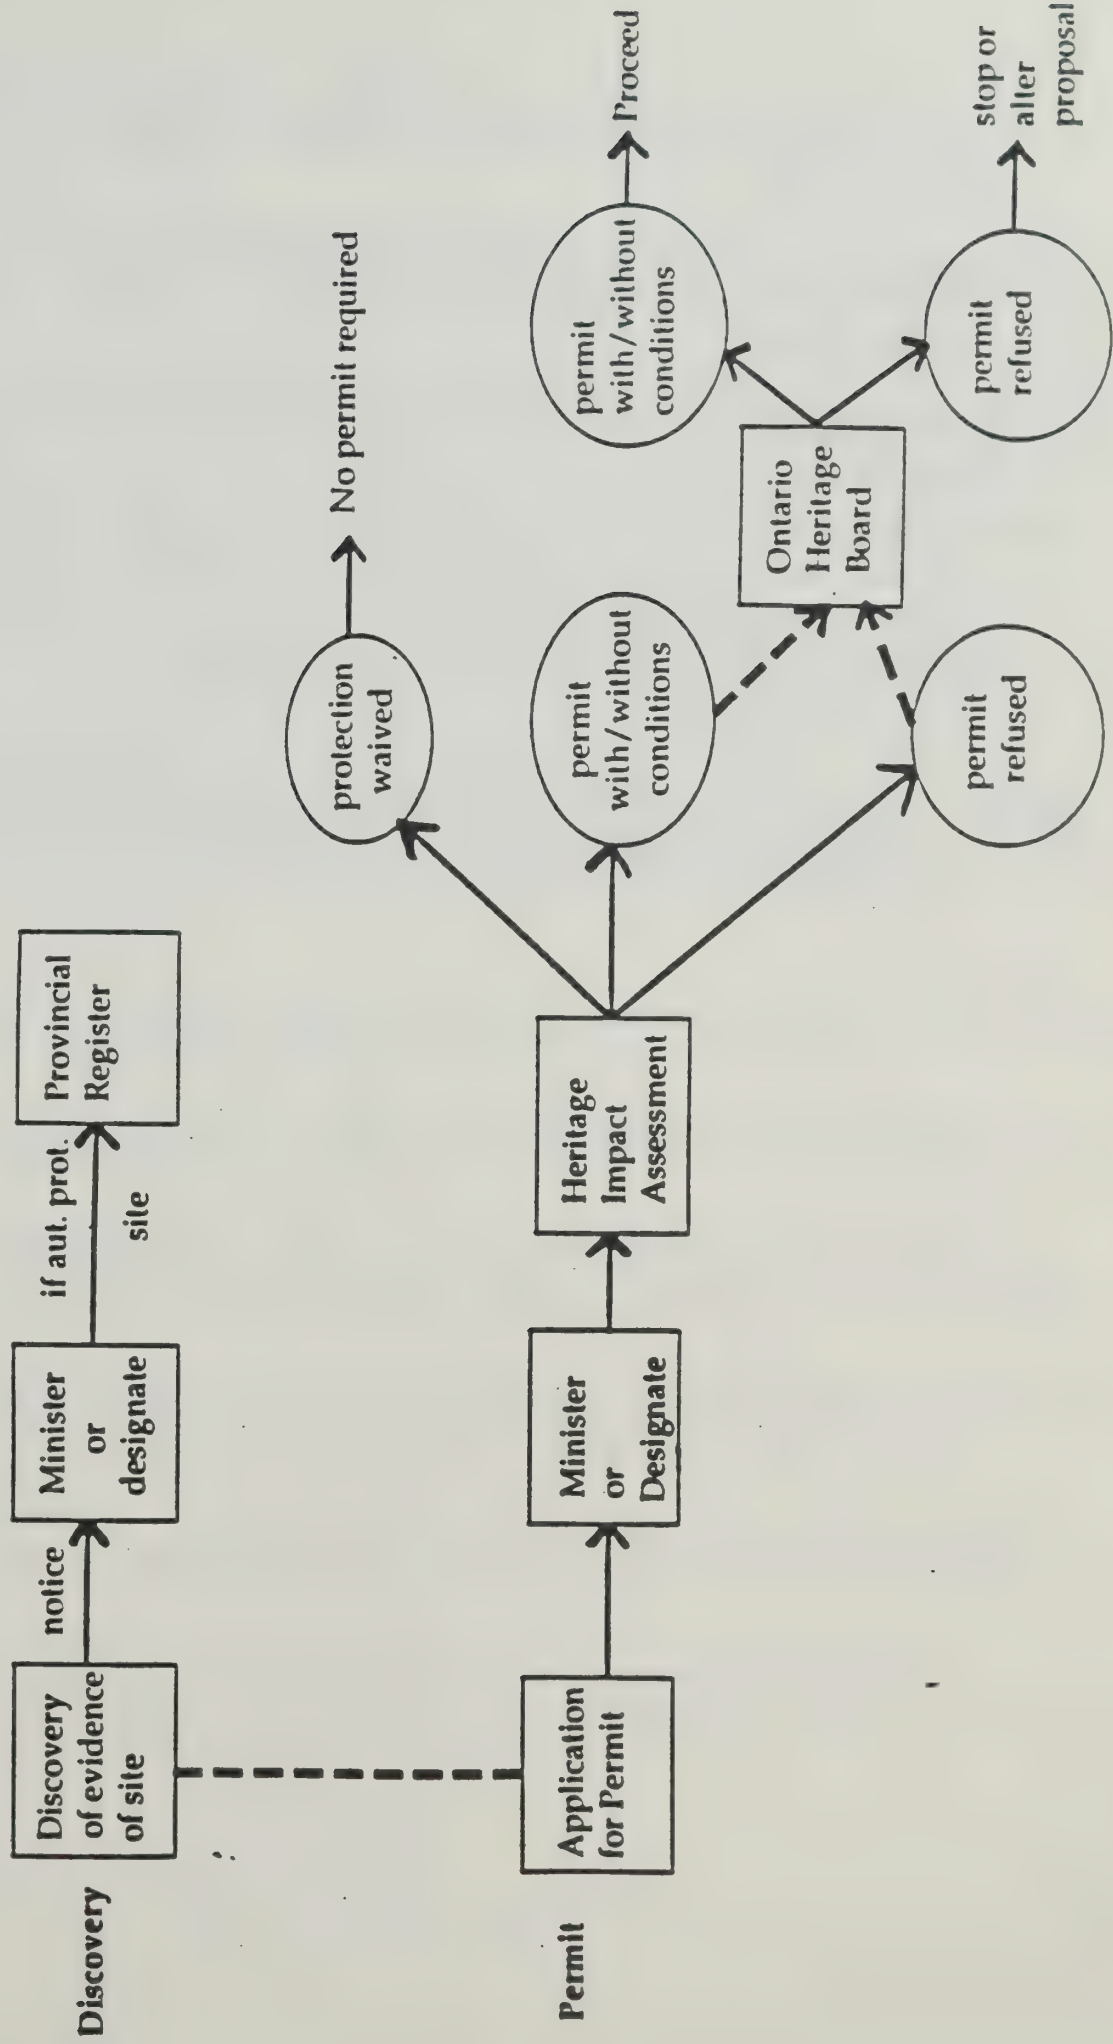 Discovery
Discovery
of evidence
of site
notice
Minister
or
designate
if aut. prot.
site
Provincial
Register
Permit
Application
for Permit
Minister
or
Designate
Heritage
Impact
Assessment
protection
waived
No permit required
permit
with/without
conditions
permit
refused
Ontario
Heritage
Board
permit
with/without
conditions
Proceed
permit
refused
stop or
alter
proposal